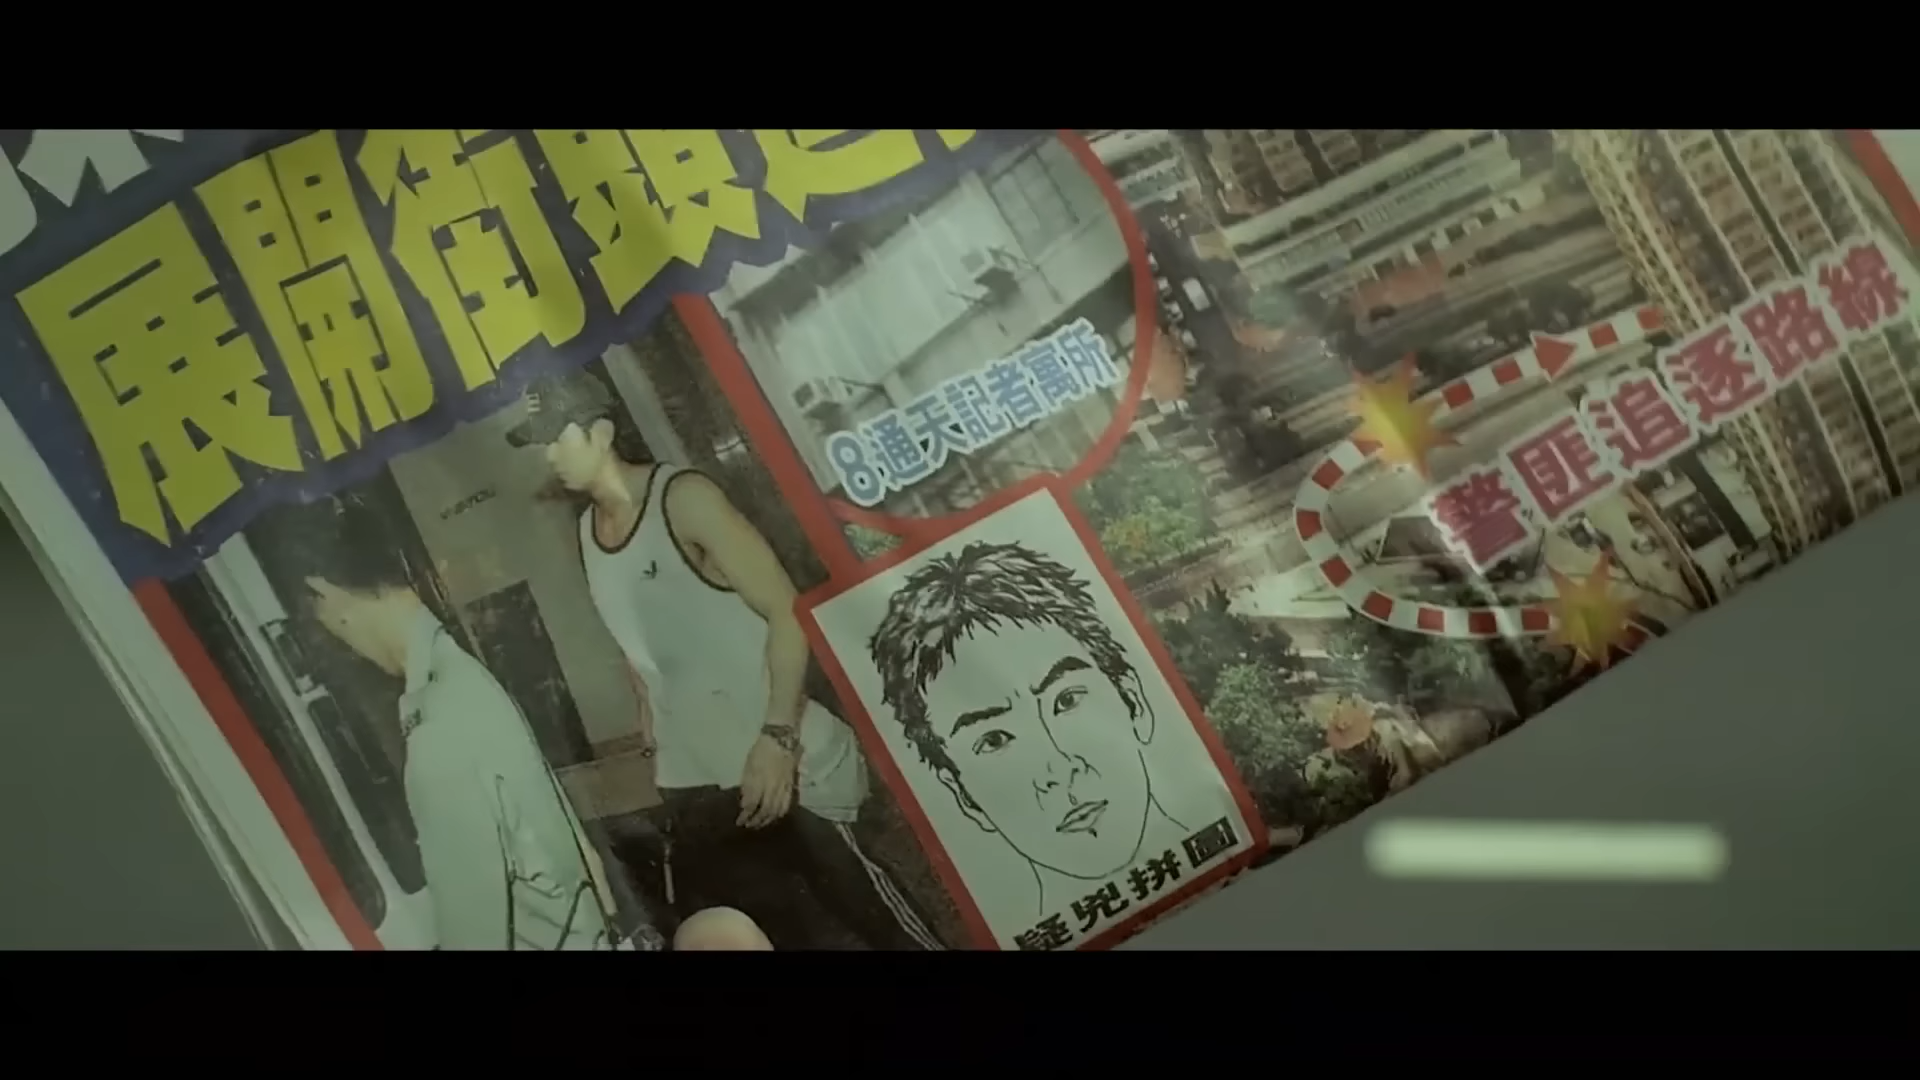 展開街頭追
8通天記者寓所
警匪追逐路線
疑兇拼圖